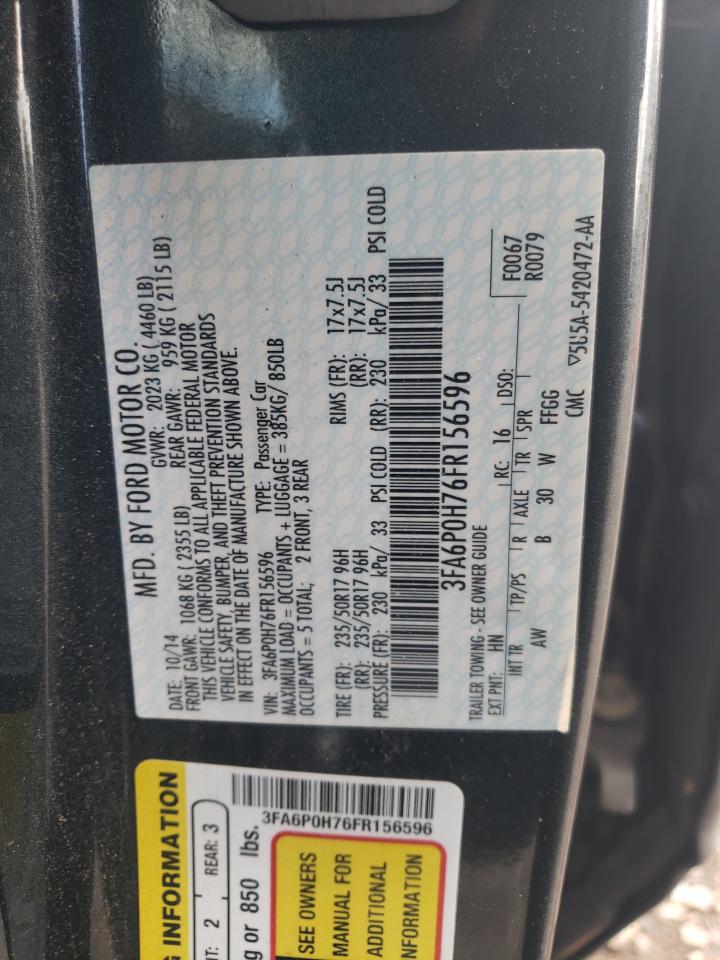 MFD. BY FORD MOTOR CO.
DATE: 10/14 GVWR: 2023 KG ( 4460 LB)
FRONT GAWR: 1068 KG ( 2355 LB) REAR GAWR: 959 KG ( 2115 LB)
THIS VEHICLE CONFORMS TO ALL APPLICABLE FEDERAL MOTOR
VEHICLE SAFETY, BUMPER, AND THEFT PREVENTION STANDARDS
IN EFFECT ON THE DATE OF MANUFACTURE SHOWN ABOVE.
VIN: 3FA6P0H76FR156596 TYPE: Passenger Car
MAXIMUM LOAD = OCCUPANTS + LUGGAGE = 385KG/ 850LB
OCCUPANTS = 5 TOTAL; 2 FRONT, 3 REAR
TIRE (FR): 235/50R17 96H RIMS (FR): 17x7.5J
(RR): 235/50R17 96H (RR): 17x7.5J
PRESSURE (FR): 230 kPa/ 33 PSI COLD (RR): 230 kPa/ 33 PSI COLD
3FA6P0H76FR156596
TRAILER TOWING - SEE OWNER GUIDE
EXT PNT: HN RC: 16 DSO: F0067
R0079
INT TR TP/PS R AXLE TR SPR
AW B 30 W FFGG
CMC ▽5U5A-5420472-AA
G INFORMATION
NT: 2 REAR: 3
g or 850 lbs.
3FA6P0H76FR156596
SEE OWNERS
MANUAL FOR
ADDITIONAL
NFORMATION